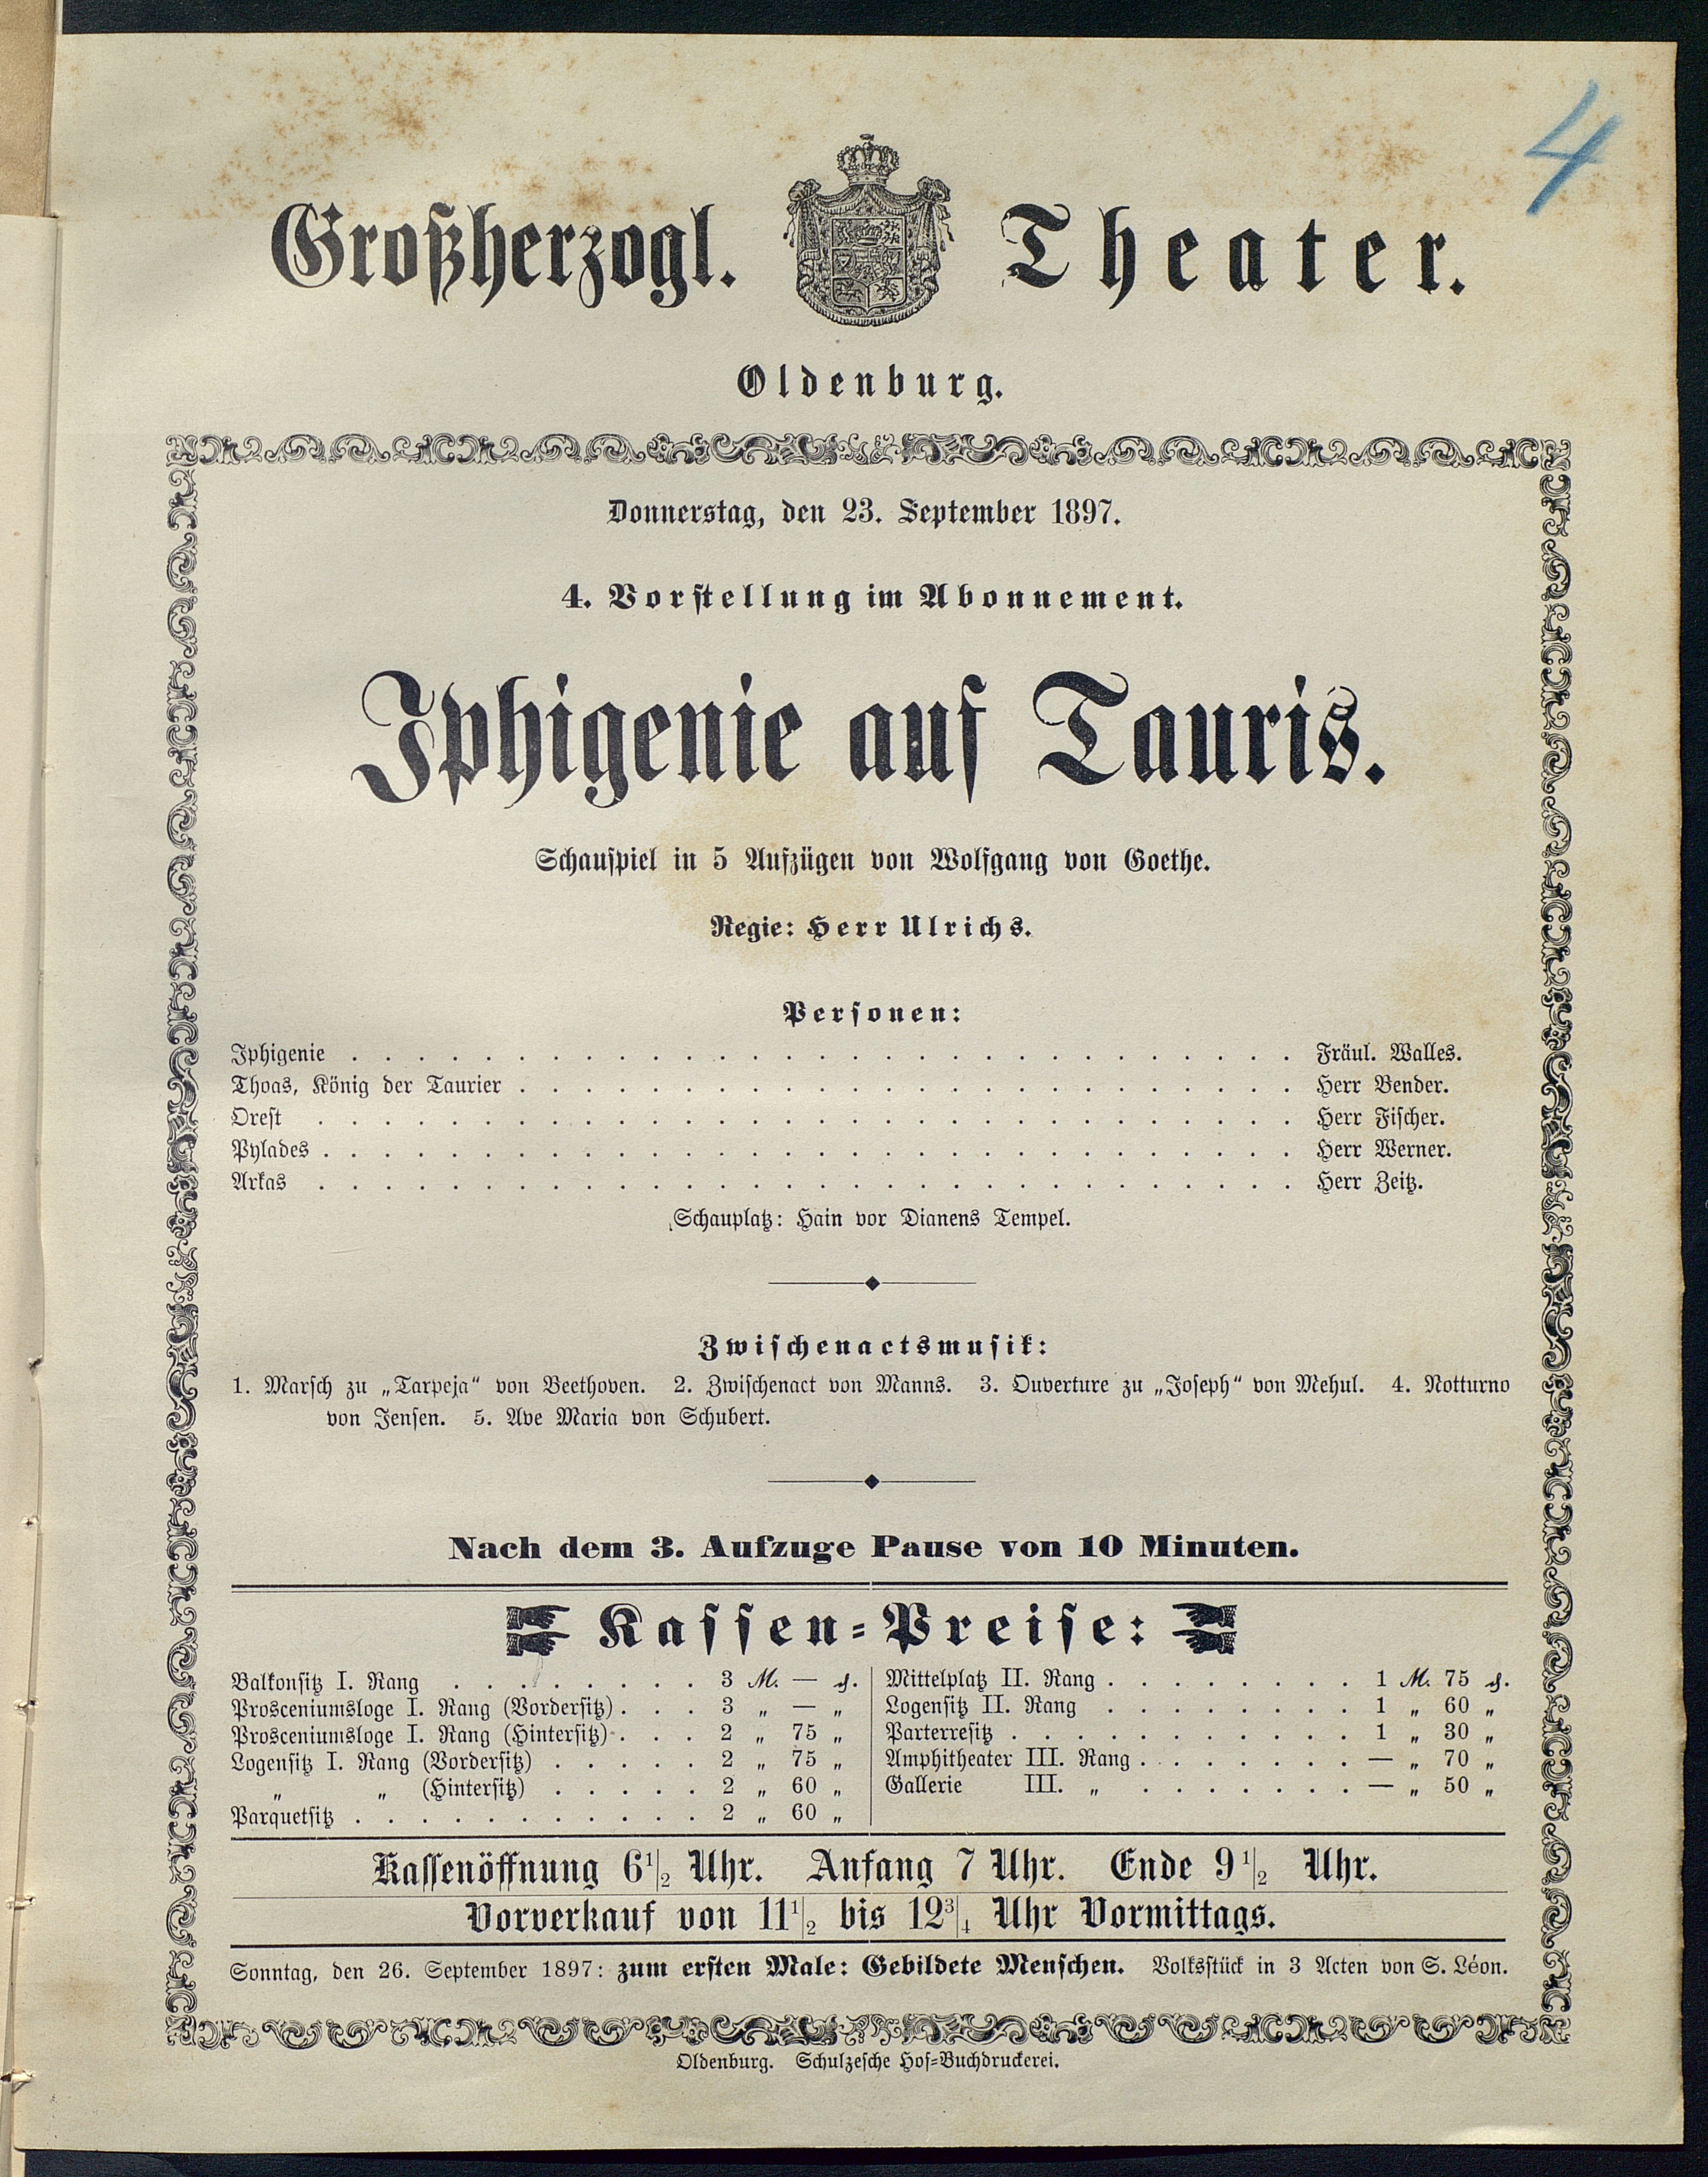 4
Großherzogl. Theater.
Oldenburg.
Donnerstag, den 23. September 1897.
4. Vorstellung im Abonnement.
Iphigenie auf Tauris.
Schauspiel in 5 Aufzügen von Wolfgang von Goethe.
Regie: Herr Ulrichs.
Personen:
Iphigenie . . . . . . . . . . Fräul. Walles.
Thoas, König der Taurier . . . . . . . . . . Herr Bender.
Orest . . . . . . . . . . Herr Fischer.
Pylades . . . . . . . . . . Herr Werner.
Arkas . . . . . . . . . . Herr Zeitz.
Schauplatz: Hain vor Dianens Tempel.
Zwischenactsmusik:
1. Marsch zu „Tarpeja“ von Beethoven. 2. Zwischenact von Manns. 3. Ouverture zu „Joseph“ von Mehul. 4. Notturno
von Jensen. 5. Ave Maria von Schubert.
Nach dem 3. Aufzuge Pause von 10 Minuten.
Kassen-Preise:
Balkonsitz I. Rang . . . . . . . . 3 M. — ₰.
Prosceniumsloge I. Rang (Vordersitz) . . . 3 „ — „
Prosceniumsloge I. Rang (Hintersitz) . . . 2 „ 75 „
Logensitz I. Rang (Vordersitz) . . . . . 2 „ 75 „
„ „ (Hintersitz) . . . . . 2 „ 60 „
Parquetsitz . . . . . . . . . . . 2 „ 60 „
Mittelplatz II. Rang . . . . . . . . 1 M. 75 ₰.
Logensitz II. Rang . . . . . . . . 1 „ 60 „
Parterresitz . . . . . . . . . . . 1 „ 30 „
Amphitheater III. Rang . . . . . . . — „ 70 „
Gallerie III. „ . . . . . . . — „ 50 „
Kassenöffnung 6 1/2 Uhr. Anfang 7 Uhr. Ende 9 1/2 Uhr.
Vorverkauf von 11 1/2 bis 12 3/4 Uhr Vormittags.
Sonntag, den 26. September 1897: zum ersten Male: Gebildete Menschen. Volksstück in 3 Acten von S. Léon.
Oldenburg. Schulzesche Hof-Buchdruckerei.